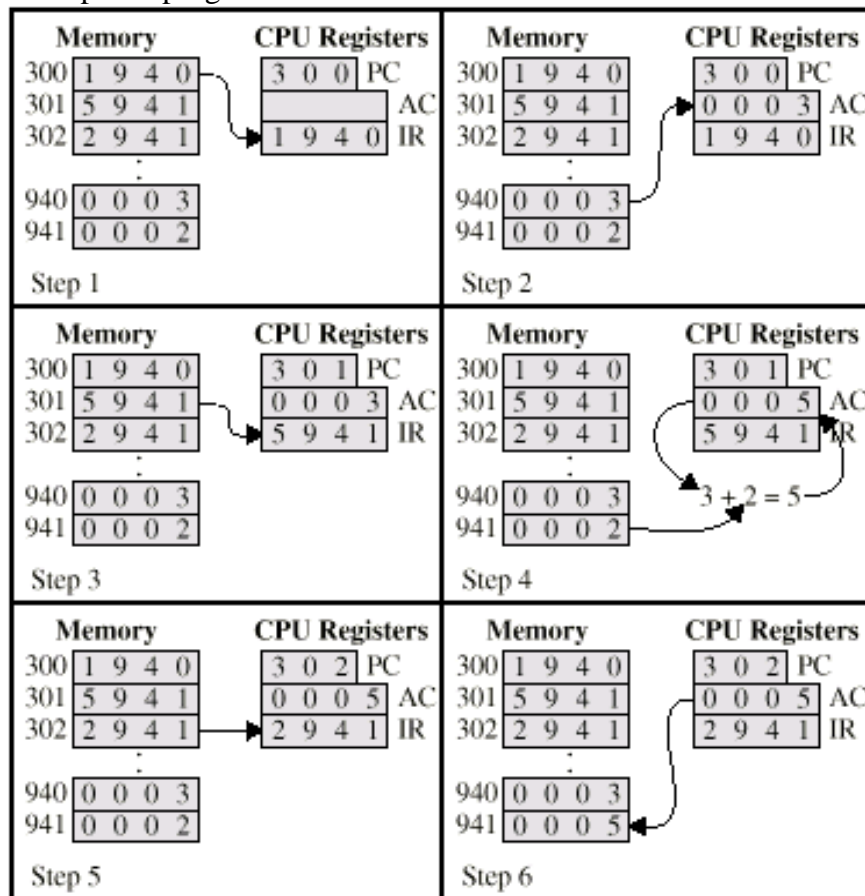 Memory CPU Registers
300 1 9 4 0 3 0 0 PC
301 5 9 4 1 AC
302 2 9 4 1 1 9 4 0 IR
:
940 0 0 0 3
941 0 0 0 2
Step 1
Memory CPU Registers
300 1 9 4 0 3 0 0 PC
301 5 9 4 1 0 0 0 3 AC
302 2 9 4 1 1 9 4 0 IR
:
940 0 0 0 3
941 0 0 0 2
Step 2
Memory CPU Registers
300 1 9 4 0 3 0 1 PC
301 5 9 4 1 0 0 0 3 AC
302 2 9 4 1 5 9 4 1 IR
:
940 0 0 0 3
941 0 0 0 2
Step 3
Memory CPU Registers
300 1 9 4 0 3 0 1 PC
301 5 9 4 1 0 0 0 5 AC
302 2 9 4 1 5 9 4 1 IR
:
940 0 0 0 3 3 + 2 = 5
941 0 0 0 2
Step 4
Memory CPU Registers
300 1 9 4 0 3 0 2 PC
301 5 9 4 1 0 0 0 5 AC
302 2 9 4 1 2 9 4 1 IR
:
940 0 0 0 3
941 0 0 0 2
Step 5
Memory CPU Registers
300 1 9 4 0 3 0 2 PC
301 5 9 4 1 0 0 0 5 AC
302 2 9 4 1 2 9 4 1 IR
:
940 0 0 0 3
941 0 0 0 5
Step 6